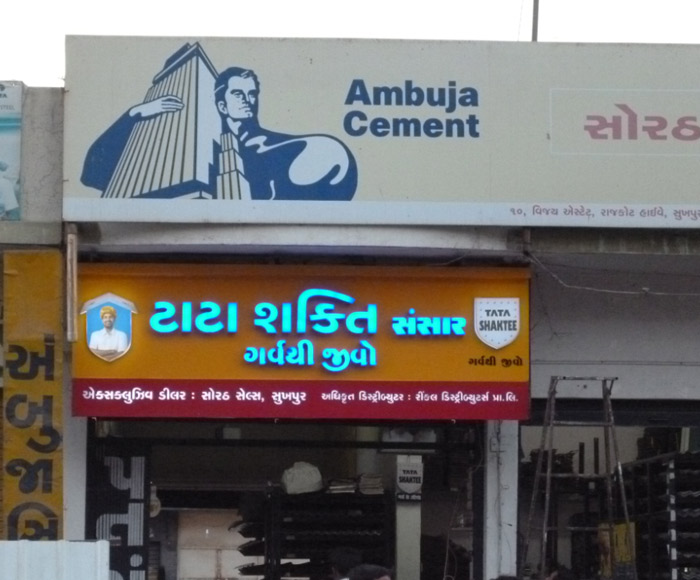 Ambuja
Cement
સોરઠ
૧૦, વિજય એસ્ટેટ, રાજકોટ હાઈવે, સુખપુ
ટાટા શક્તિ સંસાર
ગર્વથી જીવો
TATA
SHAKTEE
ગર્વથી જીવો
એક્સક્લુઝિવ ડીલર : સોરઠ સેલ્સ, સુખપુર અધિકૃત ડિસ્ટ્રીબ્યુટર : રીંકલ ડિસ્ટ્રીબ્યુટર્સ પ્રા.લિ.
અંબુજા સિ
TATA
SHAKTEE